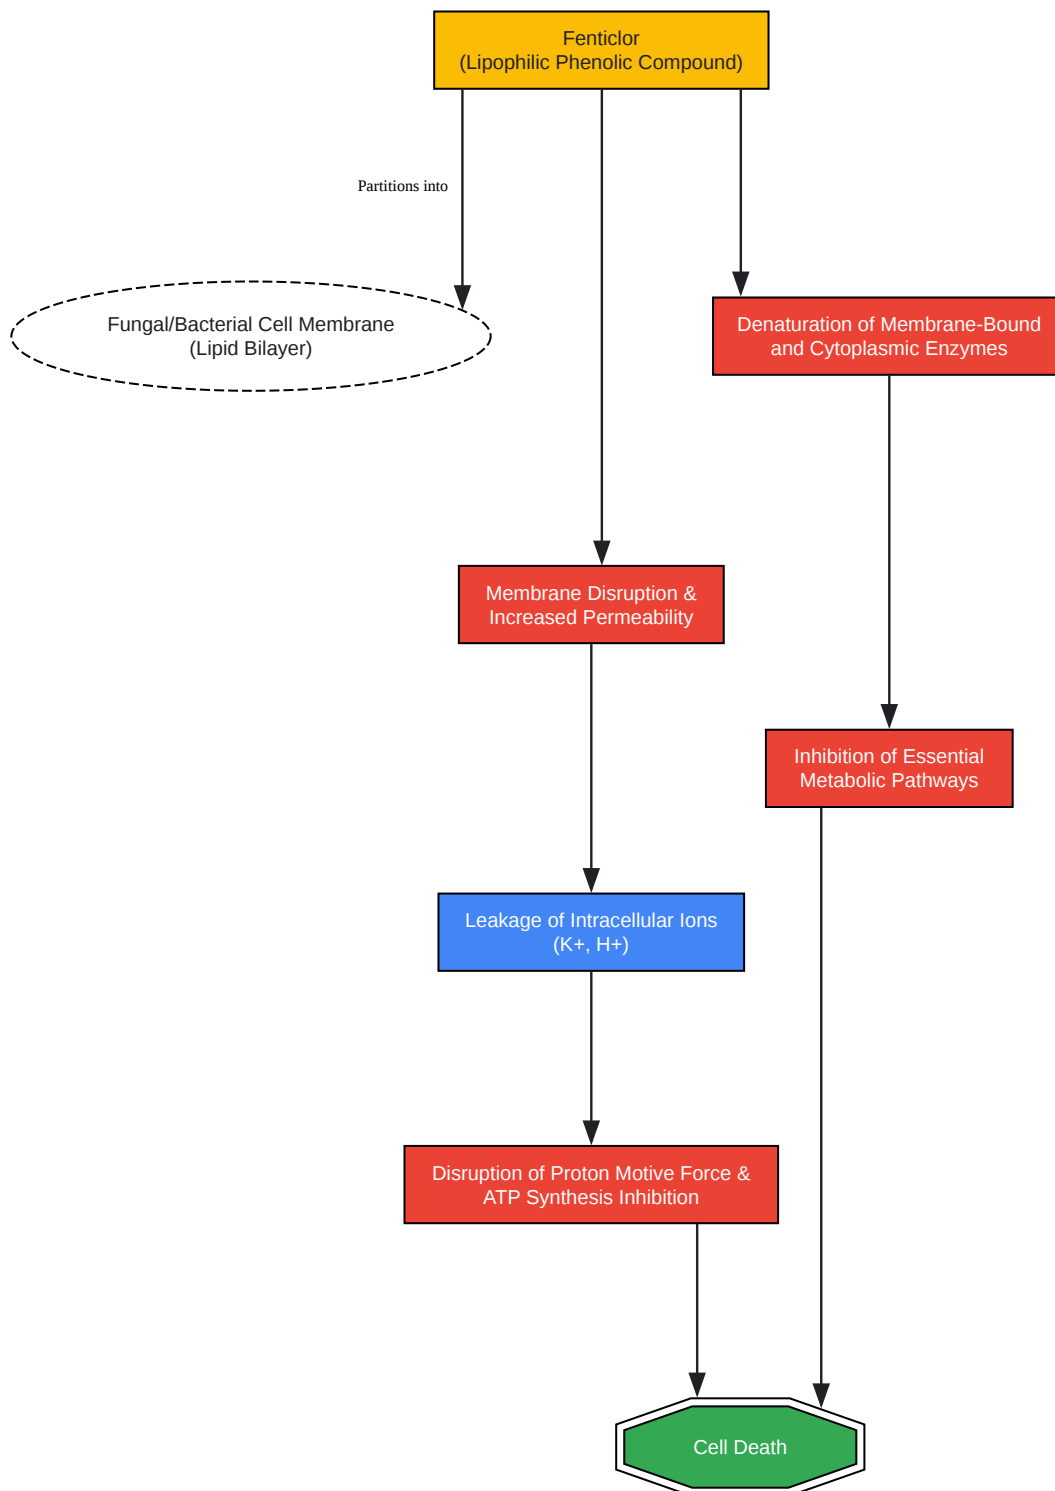 Fenticlor
(Lipophilic Phenolic Compound)
Partitions into
Fungal/Bacterial Cell Membrane
(Lipid Bilayer)
Denaturation of Membrane-Bound
and Cytoplasmic Enzymes
Membrane Disruption &
Increased Permeability
Inhibition of Essential
Metabolic Pathways
Leakage of Intracellular Ions
(K+, H+)
Disruption of Proton Motive Force &
ATP Synthesis Inhibition
Cell Death